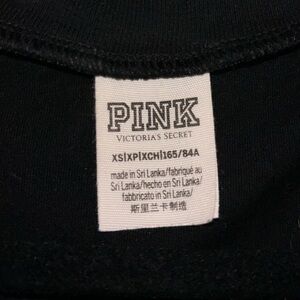 PINK
VICTORIA'S SECRET
XS|XP|XCH|165/84A
made in Sri Lanka/fabriqué au
Sri Lanka/hecho en Sri Lanka/
fabbricato in Sri Lanka/
斯里兰卡制造